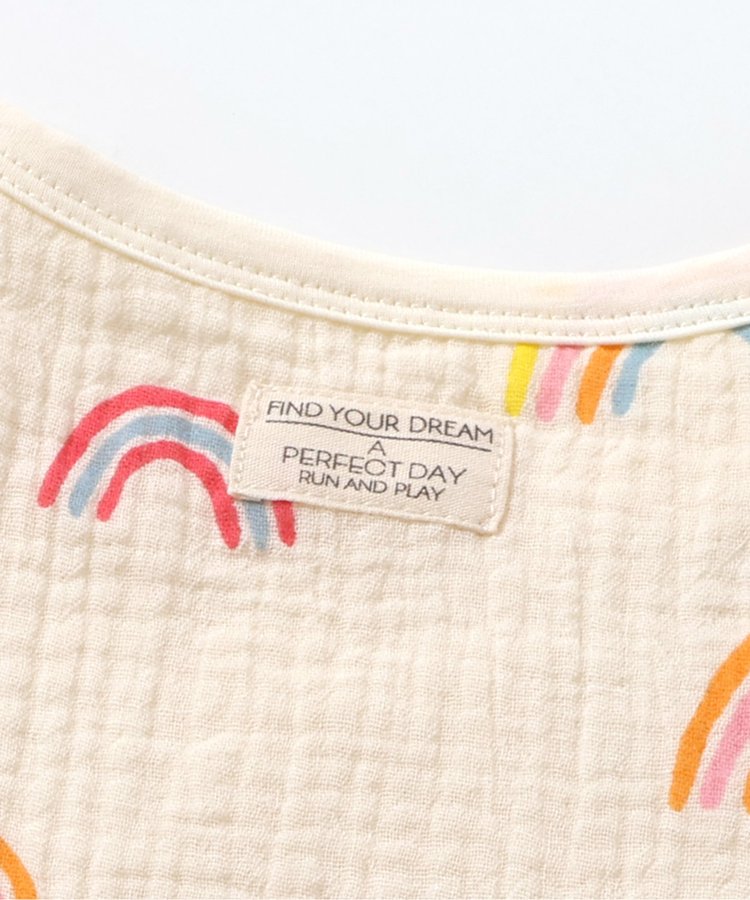 FIND YOUR DREAM
A
PERFECT DAY
RUN AND PLAY